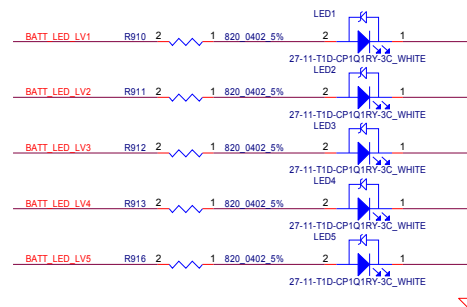 LED1
BATT_LED_LV1 R910 2 1 820_0402_5% 2 1
27-11-T1D-CP1Q1RY-3C_WHITE
LED2
BATT_LED_LV2 R911 2 1 820_0402_5% 2 1
27-11-T1D-CP1Q1RY-3C_WHITE
LED3
BATT_LED_LV3 R912 2 1 820_0402_5% 2 1
27-11-T1D-CP1Q1RY-3C_WHITE
LED4
BATT_LED_LV4 R913 2 1 820_0402_5% 2 1
27-11-T1D-CP1Q1RY-3C_WHITE
LED5
BATT_LED_LV5 R916 2 1 820_0402_5% 2 1
27-11-T1D-CP1Q1RY-3C_WHITE